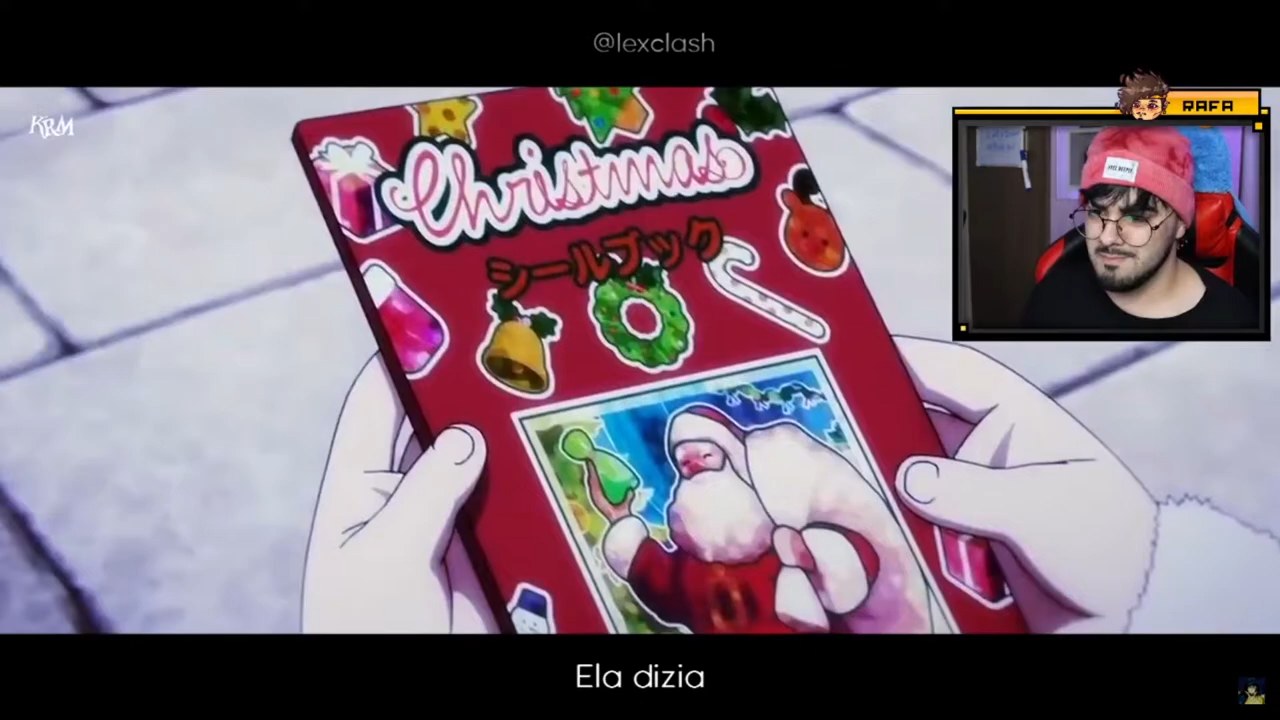 @lexclash
KRM
RAFA
Christmas
シールブック
Ela dizia